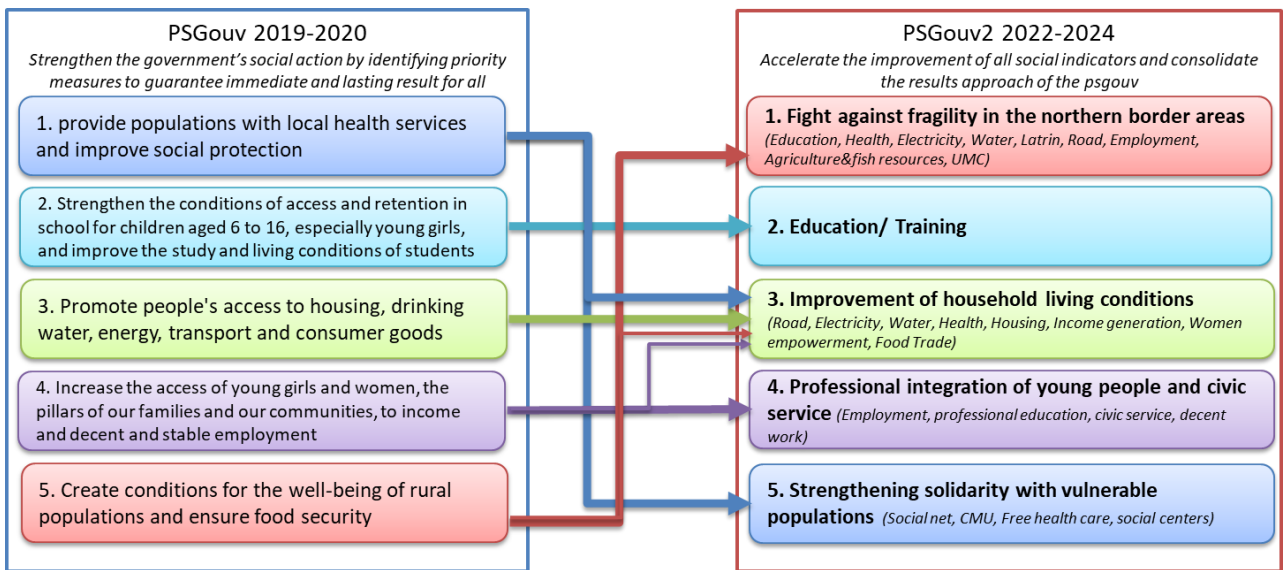 PSGouv 2019-2020
Strengthen the government's social action by identifying priority
measures to guarantee immediate and lasting result for all
1. provide populations with local health services
and improve social protection
2. Strengthen the conditions of access and retention in
school for children aged 6 to 16, especially young girls,
and improve the study and living conditions of students
3. Promote people's access to housing, drinking
water, energy, transport and consumer goods
4. Increase the access of young girls and women, the
pillars of our families and our communities, to income
and decent and stable employment
5. Create conditions for the well-being of rural
populations and ensure food security
PSGouv2 2022-2024
Accelerate the improvement of all social indicators and consolidate
the results approach of the psgouv
1. Fight against fragility in the northern border areas
(Education, Health, Electricity, Water, Latrin, Road, Employment,
Agriculture&fish resources, UMC)
2. Education/ Training
3. Improvement of household living conditions
(Road, Electricity, Water, Health, Housing, Income generation, Women
empowerment, Food Trade)
4. Professional integration of young people and civic
service (Employment, professional education, civic service, decent
work)
5. Strengthening solidarity with vulnerable
populations (Social net, CMU, Free health care, social centers)